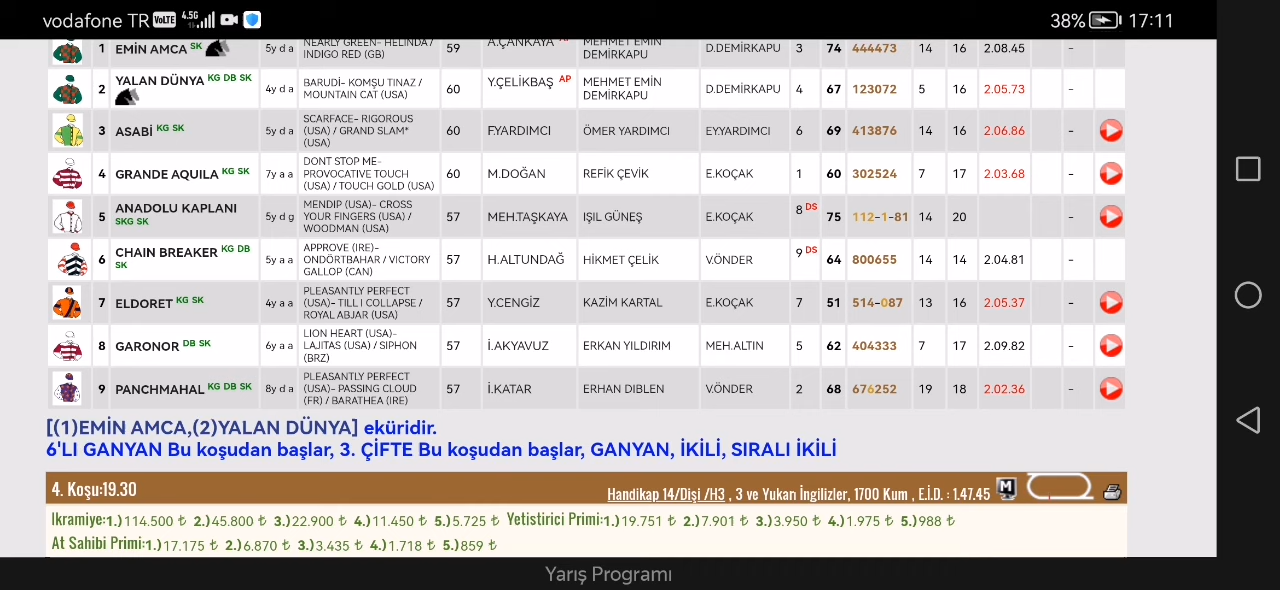 vodafone TR VoLTE 4.5G 38% 17:11
1 EMİN AMCA SK 5y d a NEARLY GREEN- HELINDA / INDIGO RED (GB) 59 A.ÇANKAYA AP MEHMET EMİN DEMİRKAPU D.DEMİRKAPU 3 74 444473 14 16 2.08.45 -
2 YALAN DÜNYA KG DB SK 4y d a BARUDİ- KOMŞU TINAZ / MOUNTAIN CAT (USA) 60 Y.ÇELİKBAŞ AP MEHMET EMİN DEMİRKAPU D.DEMİRKAPU 4 67 123072 5 16 2.05.73 -
3 ASABİ KG SK 5y d a SCARFACE- RIGOROUS (USA) / GRAND SLAM* (USA) 60 F.YARDIMCI ÖMER YARDIMCI EY.YARDIMCI 6 69 413876 14 16 2.06.86 -
4 GRANDE AQUILA KG SK 7y a a DONT STOP ME- PROVOCATIVE TOUCH (USA) / TOUCH GOLD (USA) 60 M.DOĞAN REFİK ÇEVİK E.KOÇAK 1 60 302524 7 17 2.03.68 -
5 ANADOLU KAPLANI SKG SK 5y d g MENDIP (USA)- CROSS YOUR FINGERS (USA) / WOODMAN (USA) 57 MEH.TAŞKAYA IŞIL GÜNEŞ E.KOÇAK 8 DS 75 112-1-81 14 20 -
6 CHAIN BREAKER KG DB SK 5y a a APPROVE (IRE)- ONDÖRTBAHAR / VICTORY GALLOP (CAN) 57 H.ALTUNDAĞ HİKMET ÇELİK V.ÖNDER 9 DS 64 800655 14 14 2.04.81 -
7 ELDORET KG SK 4y a a PLEASANTLY PERFECT (USA)- TILL I COLLAPSE / ROYAL ABJAR (USA) 57 Y.CENGİZ KAZİM KARTAL E.KOÇAK 7 51 514-087 13 16 2.05.37 -
8 GARONOR DB SK 6y a a LION HEART (USA)- LAJITAS (USA) / SIPHON (BRZ) 57 İ.AKYAVUZ ERKAN YILDIRIM MEH.ALTIN 5 62 404333 7 17 2.09.82 -
9 PANCHMAHAL KG DB SK 8y d a PLEASANTLY PERFECT (USA)- PASSING CLOUD (FR) / BARATHEA (IRE) 57 İ.KATAR ERHAN DIBLEN V.ÖNDER 2 68 676252 19 18 2.02.36 -
[(1)EMİN AMCA,(2)YALAN DÜNYA] eküridir.
6'LI GANYAN Bu koşudan başlar, 3. ÇİFTE Bu koşudan başlar, GANYAN, İKİLİ, SIRALI İKİLİ
4. Koşu:19.30 Handikap 14/Dişi /H3 , 3 ve Yukarı İngilizler, 1700 Kum , E.İ.D. : 1.47.45 M
Ikramiye:1.)114.500 ₺ 2.)45.800 ₺ 3.)22.900 ₺ 4.)11.450 ₺ 5.)5.725 ₺ Yetistirici Primi:1.)19.751 ₺ 2.)7.901 ₺ 3.)3.950 ₺ 4.)1.975 ₺ 5.)988 ₺
At Sahibi Primi:1.)17.175 ₺ 2.)6.870 ₺ 3.)3.435 ₺ 4.)1.718 ₺ 5.)859 ₺
Yarış Programı